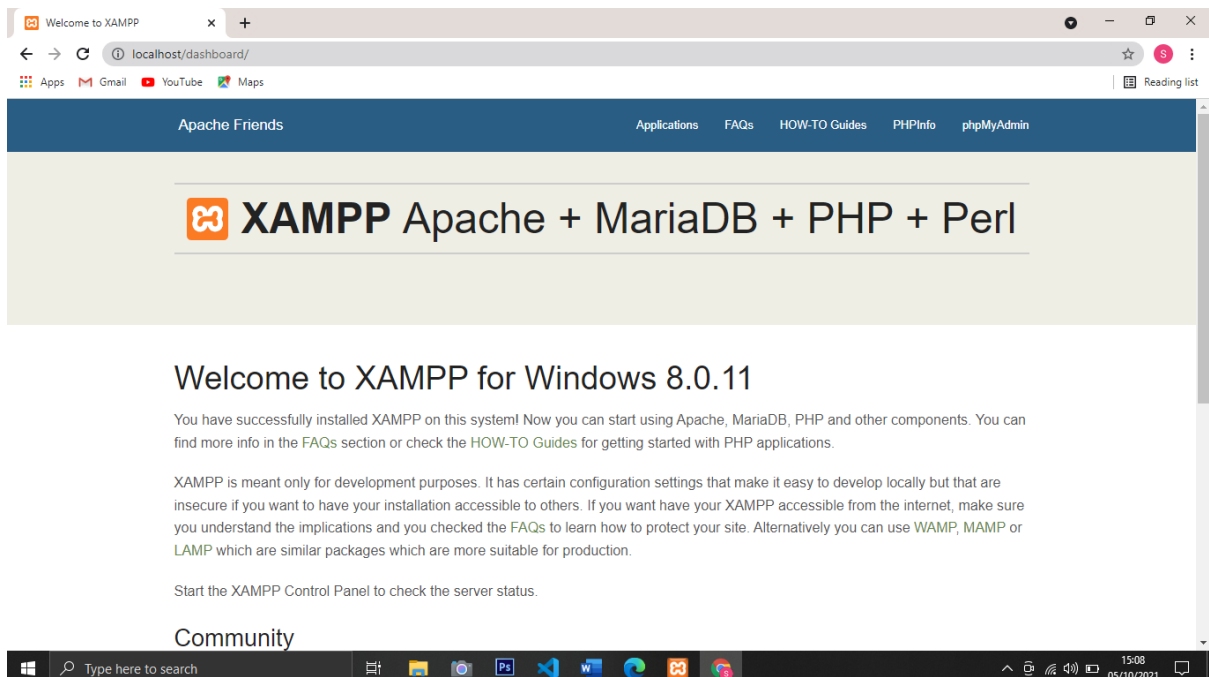 Welcome to XAMPP
localhost/dashboard/
S
Apps Gmail YouTube Maps Reading list
Apache Friends Applications FAQs HOW-TO Guides PHPInfo phpMyAdmin
XAMPP Apache + MariaDB + PHP + Perl
Welcome to XAMPP for Windows 8.0.11
You have successfully installed XAMPP on this system! Now you can start using Apache, MariaDB, PHP and other components. You can
find more info in the FAQs section or check the HOW-TO Guides for getting started with PHP applications.
XAMPP is meant only for development purposes. It has certain configuration settings that make it easy to develop locally but that are
insecure if you want to have your installation accessible to others. If you want have your XAMPP accessible from the internet, make sure
you understand the implications and you checked the FAQs to learn how to protect your site. Alternatively you can use WAMP, MAMP or
LAMP which are similar packages which are more suitable for production.
Start the XAMPP Control Panel to check the server status.
Community
Type here to search
Ps
W
S
15:08
05/10/2021